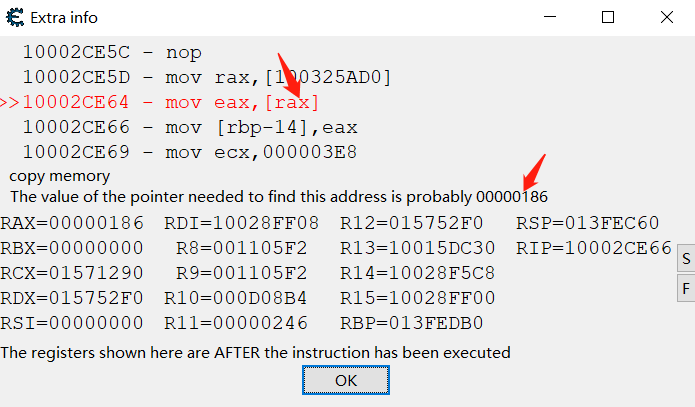 Extra info
10002CE5C - nop
10002CE5D - mov rax,[100325AD0]
>>10002CE64 - mov eax,[rax]
10002CE66 - mov [rbp-14],eax
10002CE69 - mov ecx,000003E8
copy memory
The value of the pointer needed to find this address is probably 00000186
RAX=00000186 RDI=10028FF08 R12=015752F0 RSP=013FEC60
RBX=00000000 R8=001105F2 R13=10015DC30 RIP=10002CE66
RCX=01571290 R9=001105F2 R14=10028F5C8
RDX=015752F0 R10=000D08B4 R15=10028FF00
RSI=00000000 R11=00000246 RBP=013FEDB0
S
F
The registers shown here are AFTER the instruction has been executed
OK